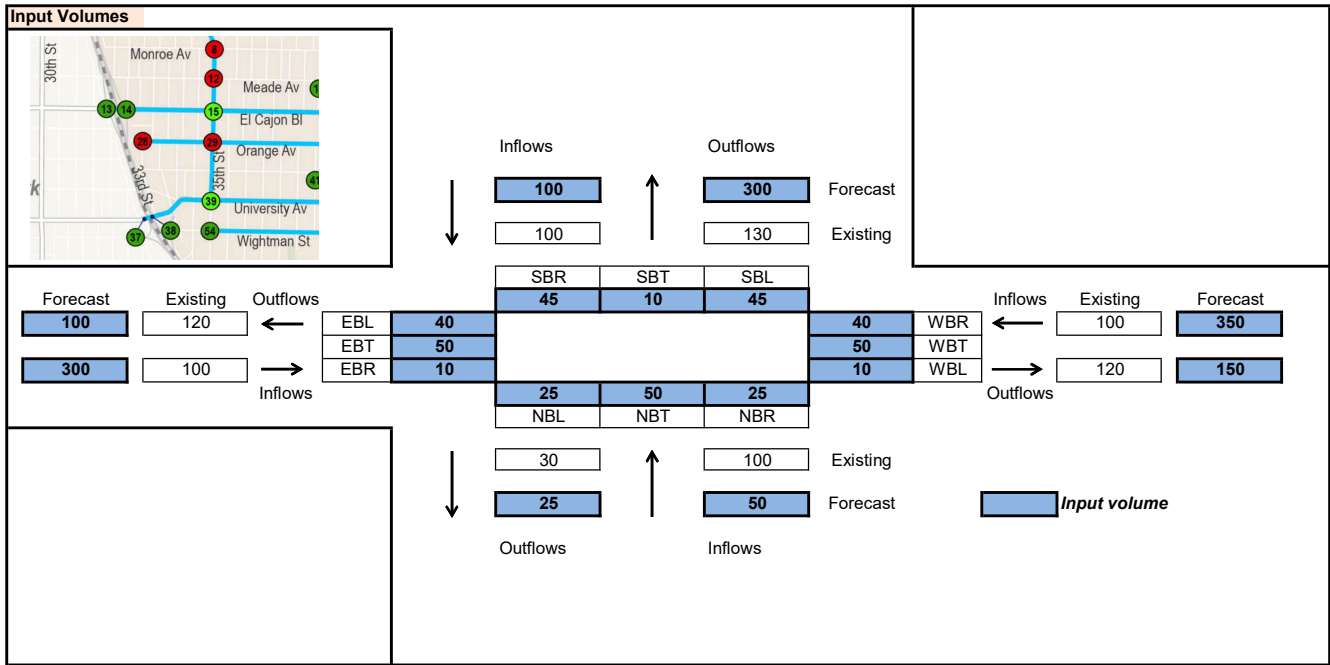 Input Volumes
30th St
Monroe Av
8
12
Meade Av
13
14
15
El Cajon Bl
28
29
Orange Av
33rd St
35th St
41
39
University Av
37
38
54
Wightman St
Inflows Outflows
100 300 Forecast
100 130 Existing
SBR SBT SBL
45 10 45
Forecast Existing Outflows
Inflows Existing Forecast
100 120 EBL 40
40 WBR 100 350
EBT 50
50 WBT
300 100 EBR 10
10 WBL 120 150
Inflows
Outflows
25 50 25
NBL NBT NBR
30 100 Existing
25 50 Forecast
Input volume
Outflows Inflows